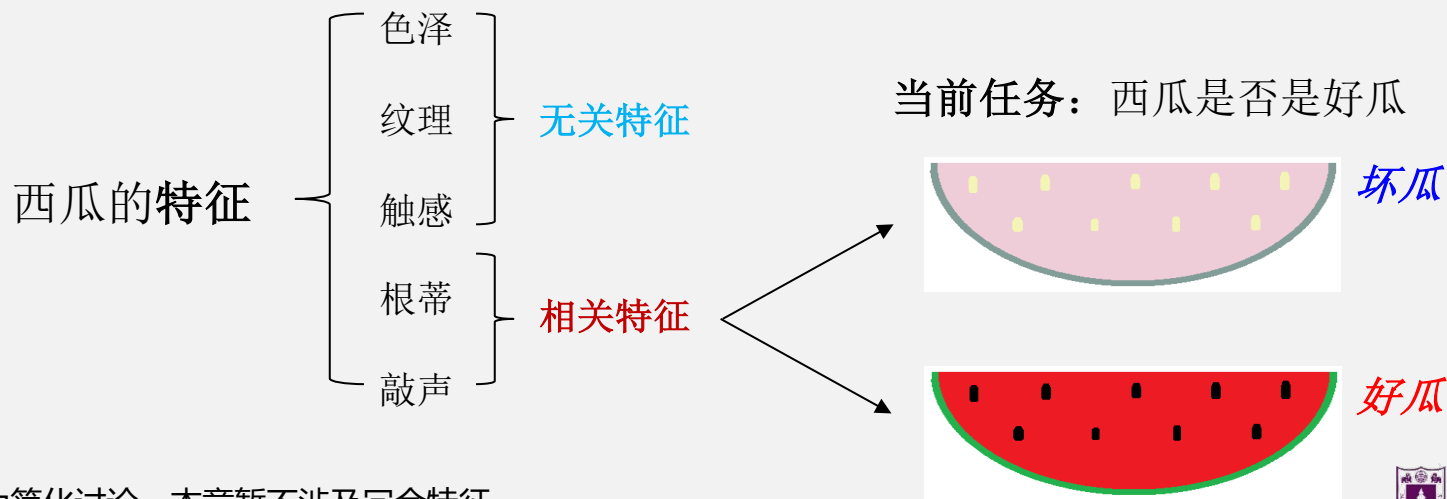 西瓜的特征
色泽
纹理
触感
根蒂
敲声
无关特征
相关特征
当前任务：西瓜是否是好瓜
坏瓜
好瓜